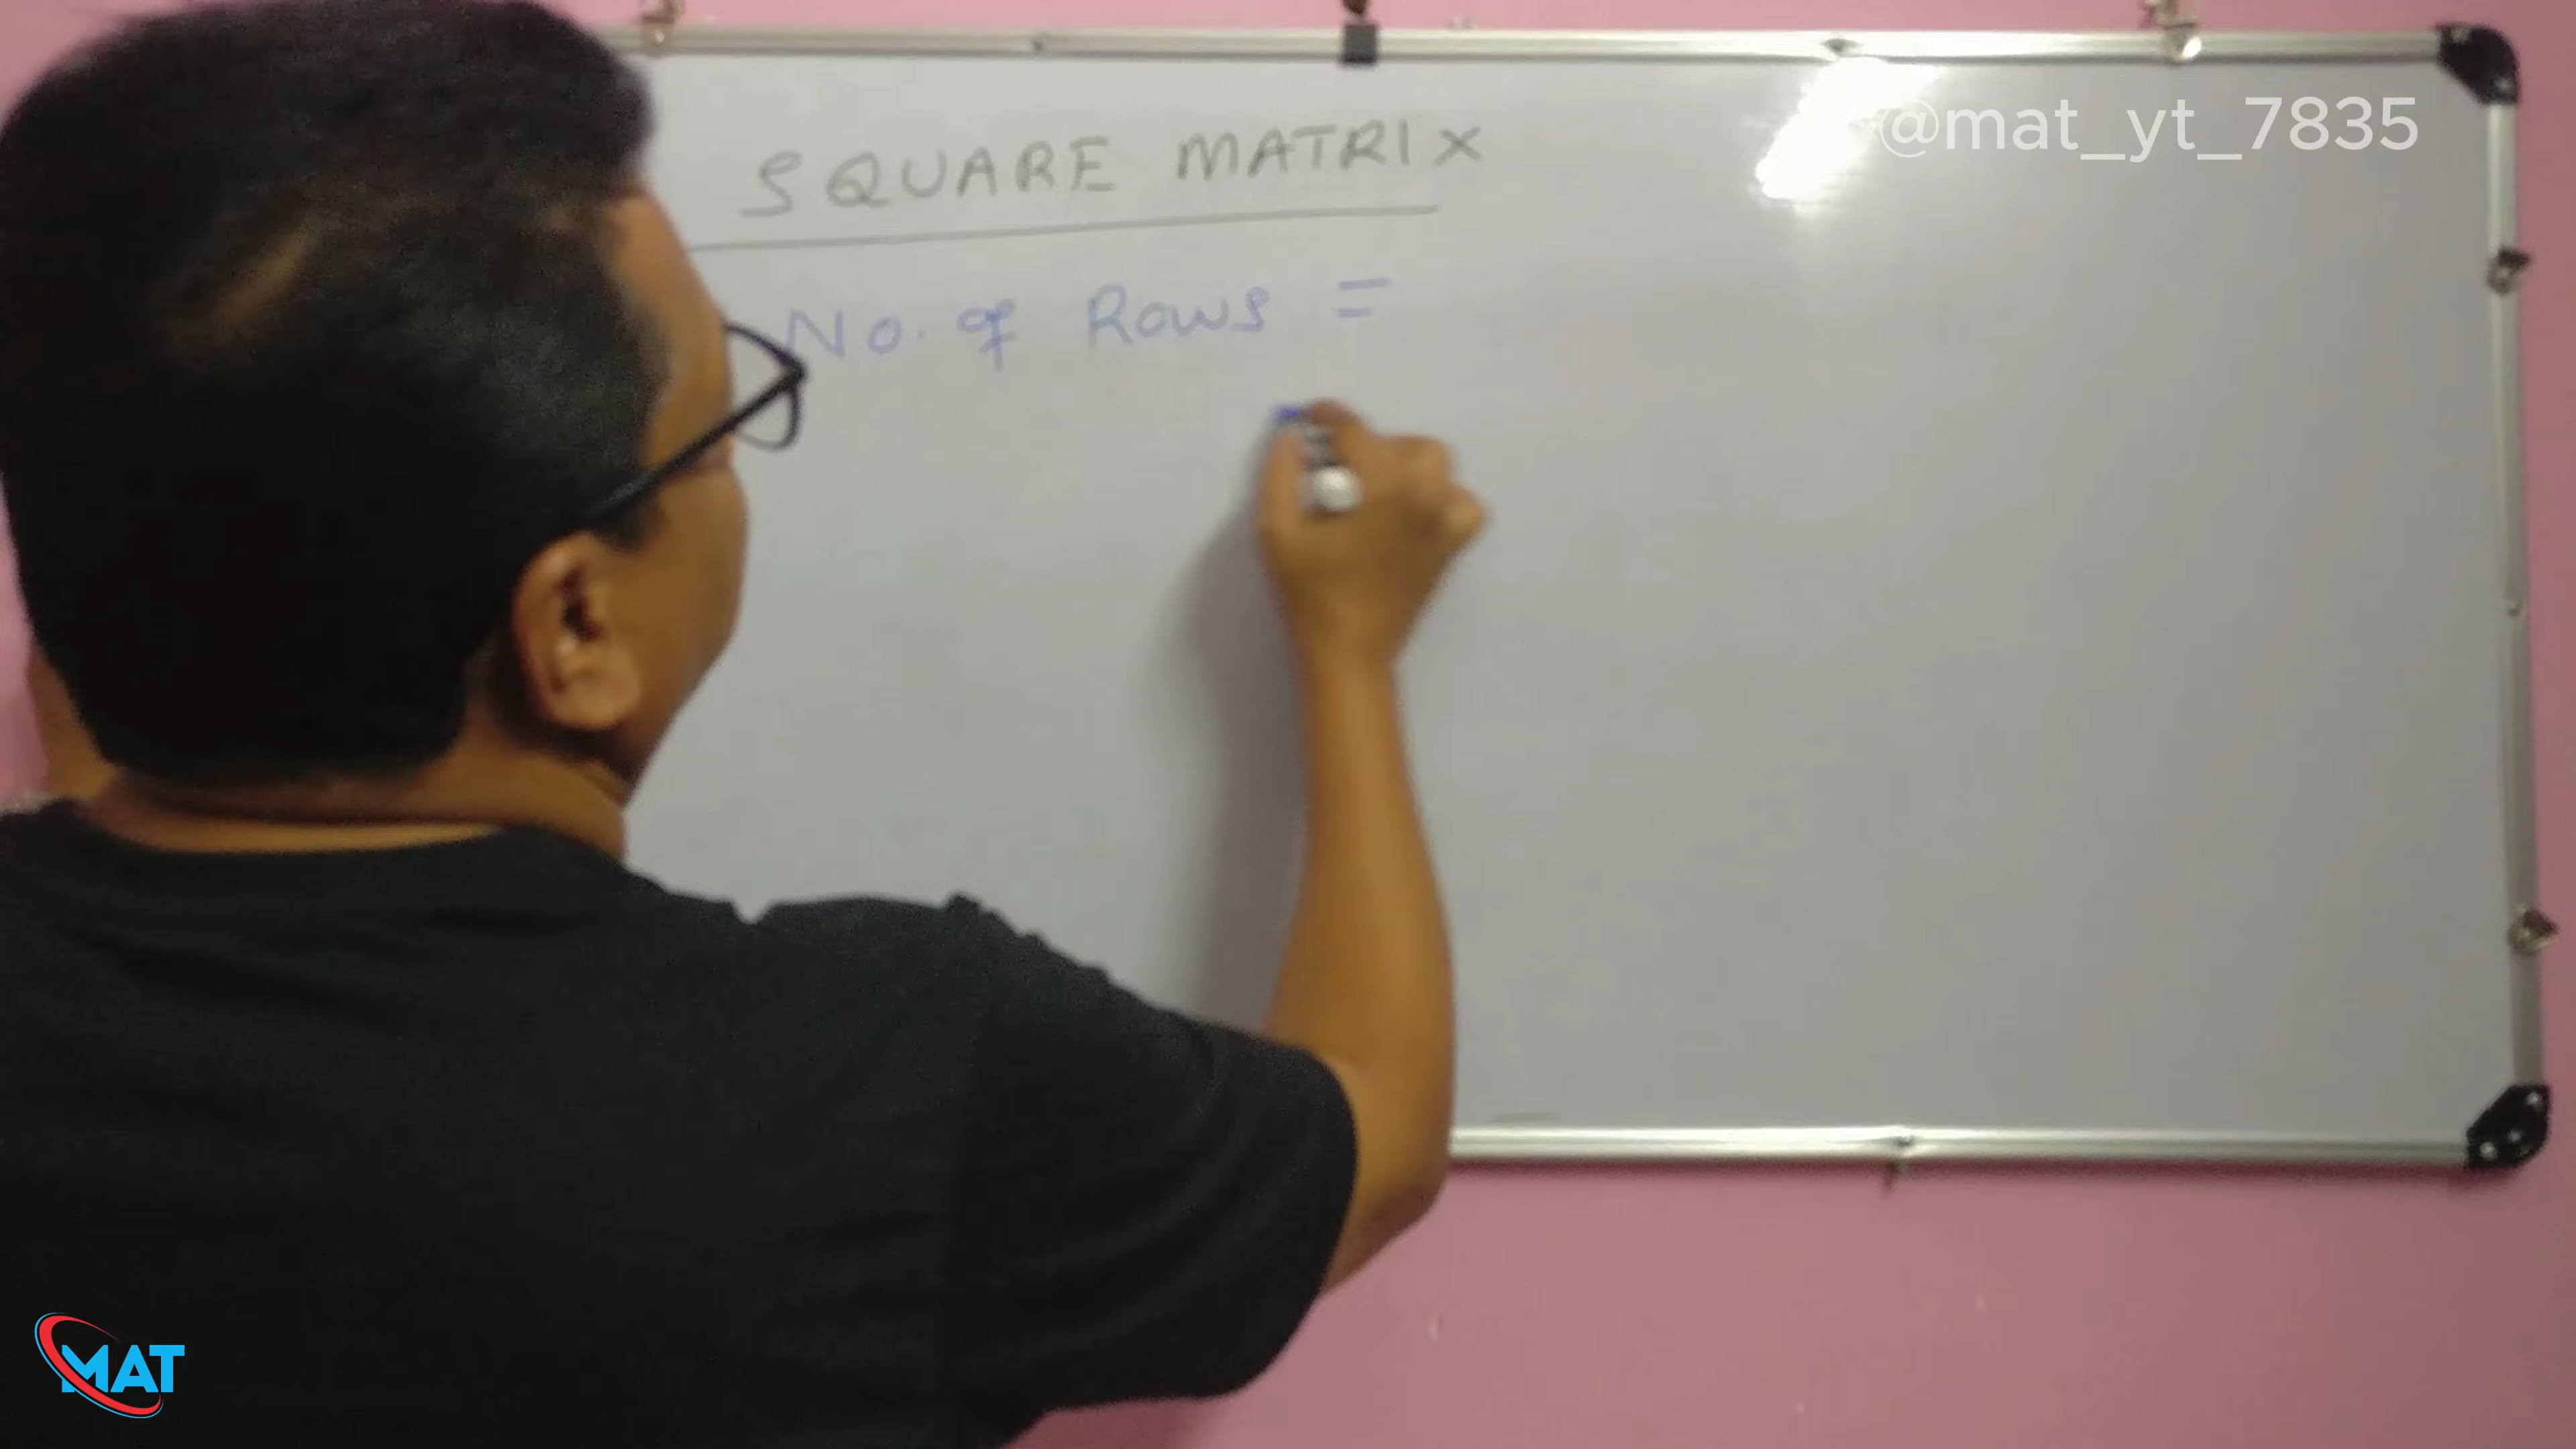 @mat_yt_7835
SQUARE MATRIX
No. of Rows =
MAT